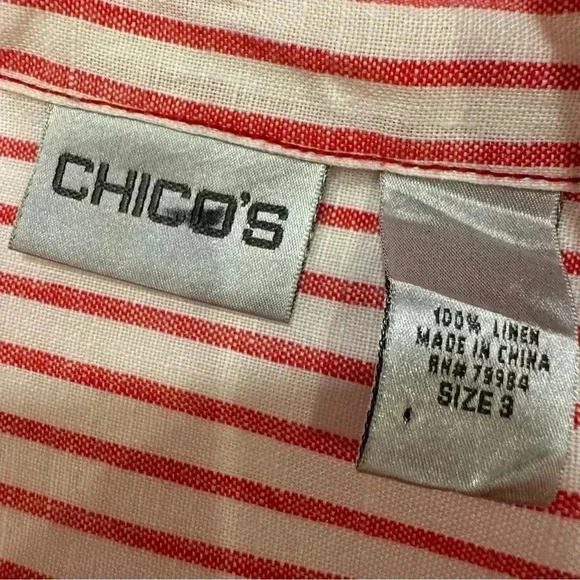 CHICO'S
100% LINEN
MADE IN CHINA
RN# 79984
SIZE 3